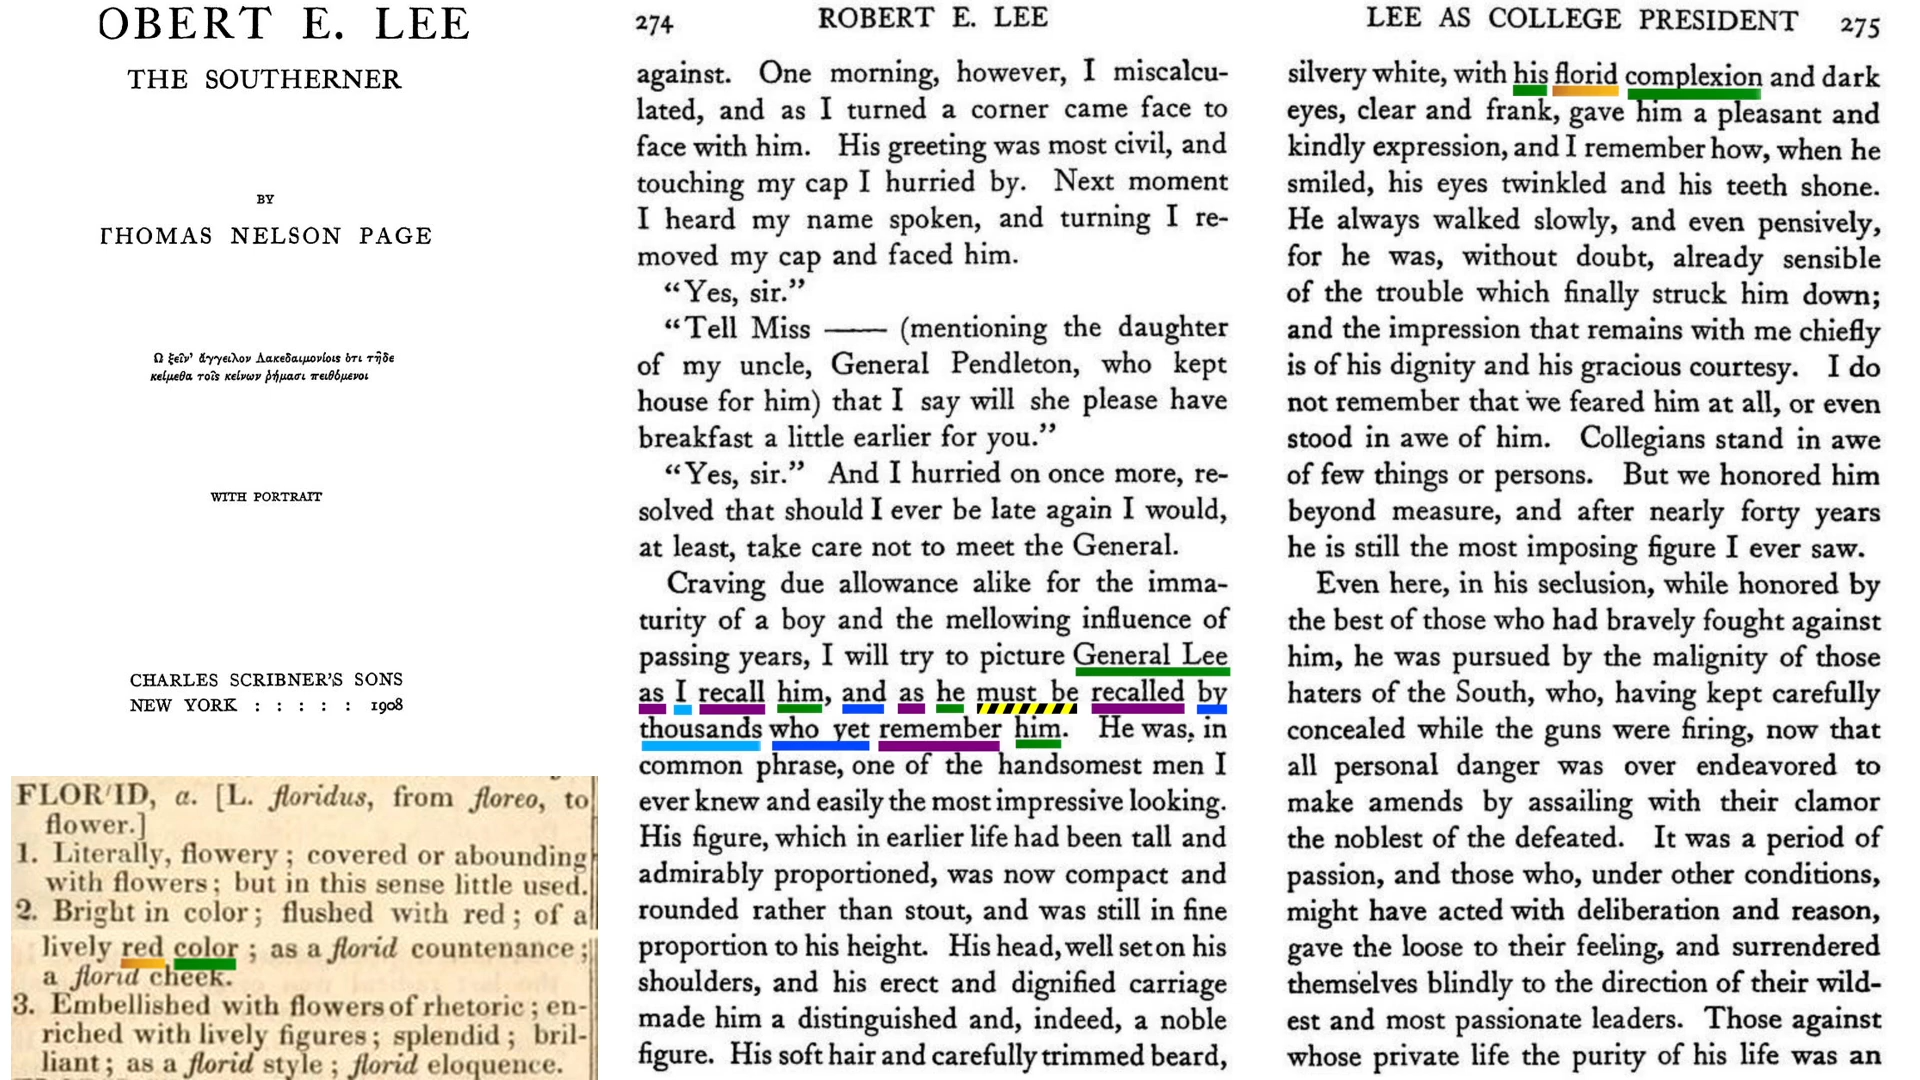 OBERT E. LEE
THE SOUTHERNER
BY
THOMAS NELSON PAGE
Ω ξεῖν' ἄγγειλον Λακεδαιμονίοις ὅτι τῇδε
κείμεθα τοῖς κείνων ῥήμασι πειθόμενοι
WITH PORTRAIT
CHARLES SCRIBNER'S SONS
NEW YORK : : : : : 1908
FLOR'ID, a. [L. floridus, from floreo, to
flower.]
1. Literally, flowery; covered or abounding
with flowers; but in this sense little used.
2. Bright in color; flushed with red; of a
lively red color; as a florid countenance;
a florid cheek.
3. Embellished with flowers of rhetoric; en-
riched with lively figures; splendid; bril-
liant; as a florid style; florid eloquence.
274 ROBERT E. LEE
against. One morning, however, I miscalcu-
lated, and as I turned a corner came face to
face with him. His greeting was most civil, and
touching my cap I hurried by. Next moment
I heard my name spoken, and turning I re-
moved my cap and faced him.
“Yes, sir.”
“Tell Miss —— (mentioning the daughter
of my uncle, General Pendleton, who kept
house for him) that I say will she please have
breakfast a little earlier for you.”
“Yes, sir.” And I hurried on once more, re-
solved that should I ever be late again I would,
at least, take care not to meet the General.
Craving due allowance alike for the imma-
turity of a boy and the mellowing influence of
passing years, I will try to picture General Lee
as I recall him, and as he must be recalled by
thousands who yet remember him. He was, in
common phrase, one of the handsomest men I
ever knew and easily the most impressive looking.
His figure, which in earlier life had been tall and
admirably proportioned, was now compact and
rounded rather than stout, and was still in fine
proportion to his height. His head, well set on his
shoulders, and his erect and dignified carriage
made him a distinguished and, indeed, a noble
figure. His soft hair and carefully trimmed beard,
LEE AS COLLEGE PRESIDENT 275
silvery white, with his florid complexion and dark
eyes, clear and frank, gave him a pleasant and
kindly expression, and I remember how, when he
smiled, his eyes twinkled and his teeth shone.
He always walked slowly, and even pensively,
for he was, without doubt, already sensible
of the trouble which finally struck him down;
and the impression that remains with me chiefly
is of his dignity and his gracious courtesy. I do
not remember that we feared him at all, or even
stood in awe of him. Collegians stand in awe
of few things or persons. But we honored him
beyond measure, and after nearly forty years
he is still the most imposing figure I ever saw.
Even here, in his seclusion, while honored by
the best of those who had bravely fought against
him, he was pursued by the malignity of those
haters of the South, who, having kept carefully
concealed while the guns were firing, now that
all personal danger was over endeavored to
make amends by assailing with their clamor
the noblest of the defeated. It was a period of
passion, and those who, under other conditions,
might have acted with deliberation and reason,
gave the loose to their feeling, and surrendered
themselves blindly to the direction of their wild-
est and most passionate leaders. Those against
whose private life the purity of his life was an